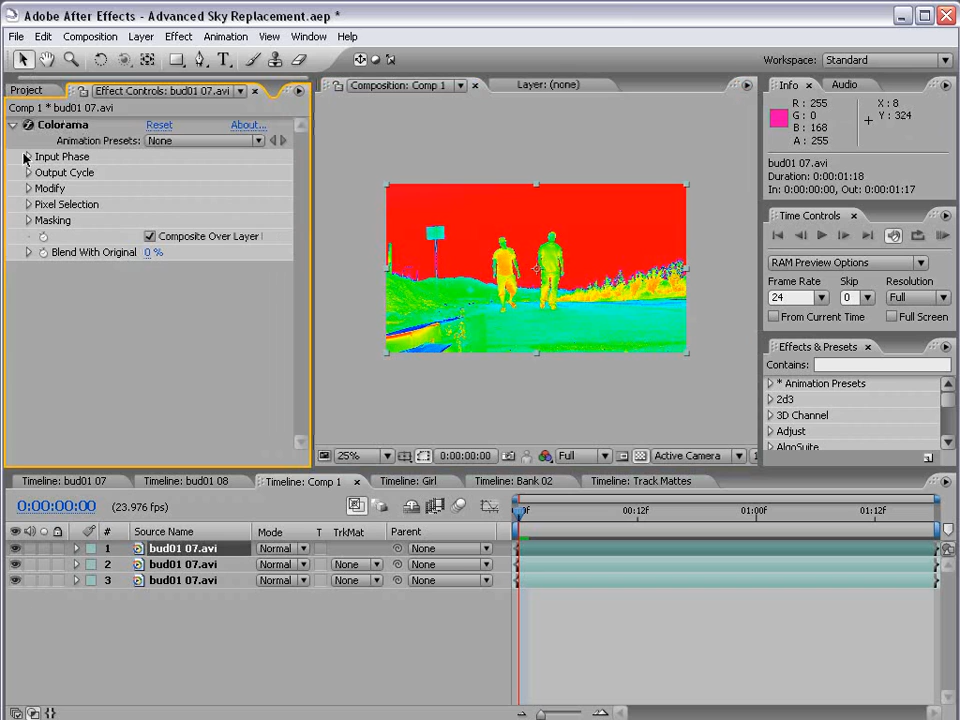 Adobe After Effects - Advanced Sky Replacement.aep *
File Edit Composition Layer Effect Animation View Window Help
Workspace: Standard
Project Effect Controls: bud01 07.avi
Comp 1 * bud01 07.avi
Colorama Reset About...
Animation Presets: None
Input Phase
Output Cycle
Modify
Pixel Selection
Masking
Composite Over Layer
Blend With Original 0 %
Composition: Comp 1 Layer: (none)
25% 0:00:00:00 Full Active Camera 1
Info Audio
R : 255 X : 8
G : 0 Y : 324
B : 168
A : 255
bud01 07.avi
Duration: 0:00:01:18
In: 0:00:00:00, Out: 0:00:01:17
Time Controls
RAM Preview Options
Frame Rate Skip Resolution
24 0 Full
From Current Time Full Screen
Effects & Presets
Contains:
* Animation Presets
2d3
3D Channel
Adjust
AlgoSuite
Timeline: bud01 07 Timeline: bud01 08 Timeline: Comp 1 Timeline: Girl Timeline: Bank 02 Timeline: Track Mattes
0:00:00:00 (23.976 fps)
00:12f 01:00f 01:12f
# Source Name Mode T TrkMat Parent
1 bud01 07.avi Normal None
2 bud01 07.avi Normal None None
3 bud01 07.avi Normal None None